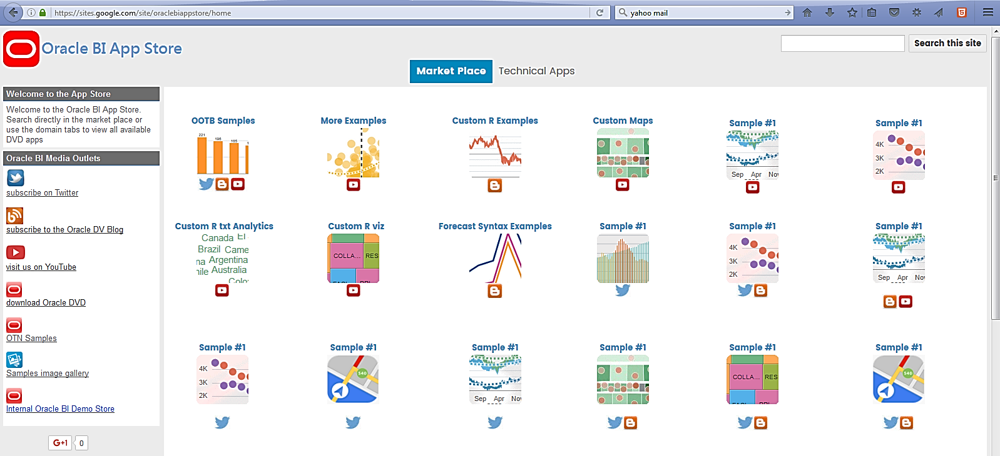 https://sites.google.com/site/oraclebiappstore/home
yahoo mail
Oracle BI App Store
Search this site
Market Place
Technical Apps
Welcome to the App Store
Welcome to the Oracle BI App Store.
Search directly in the market place or
use the domain tabs to view all available
DVD apps
Oracle BI Media Outlets
subscribe on Twitter
subscribe to the Oracle DV Blog
visit us on YouTube
download Oracle DVD
OTN Samples
Samples image gallery
Internal Oracle BI Demo Store
G+1 0
OOTB Samples
221 196 185
More Examples
Custom R Examples
Custom Maps
Sample #1
Sep Apr Nov
Sample #1
4K
3K
2K
Custom R txt Analytics
Canada El
Brazil Came
na Argentina
hile Australia
Colo
Custom R viz
COLLA... RES
Forecast Syntax Examples
Sample #1
Sample #1
4K
3K
2K
Sample #1
Sep Apr Nov
Sample #1
4K
3K
2K
Sample #1
540
Sample #1
Sep Apr Nov
Sample #1
Sample #1
COLLA... RES
Sample #1
540